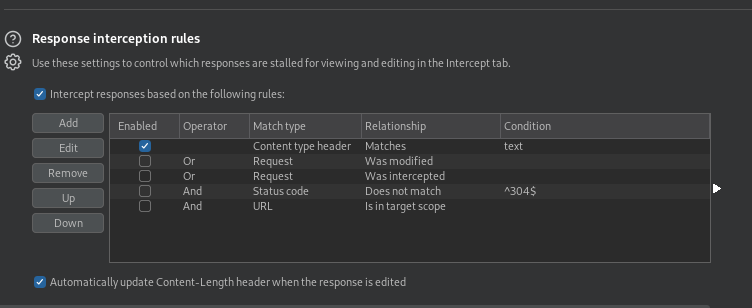 Response interception rules
Use these settings to control which responses are stalled for viewing and editing in the Intercept tab.
Intercept responses based on the following rules:
Add
Edit
Remove
Up
Down
Enabled Operator Match type Relationship Condition
Content type header Matches text
Or Request Was modified
Or Request Was intercepted
And Status code Does not match ^304$
And URL Is in target scope
Automatically update Content-Length header when the response is edited